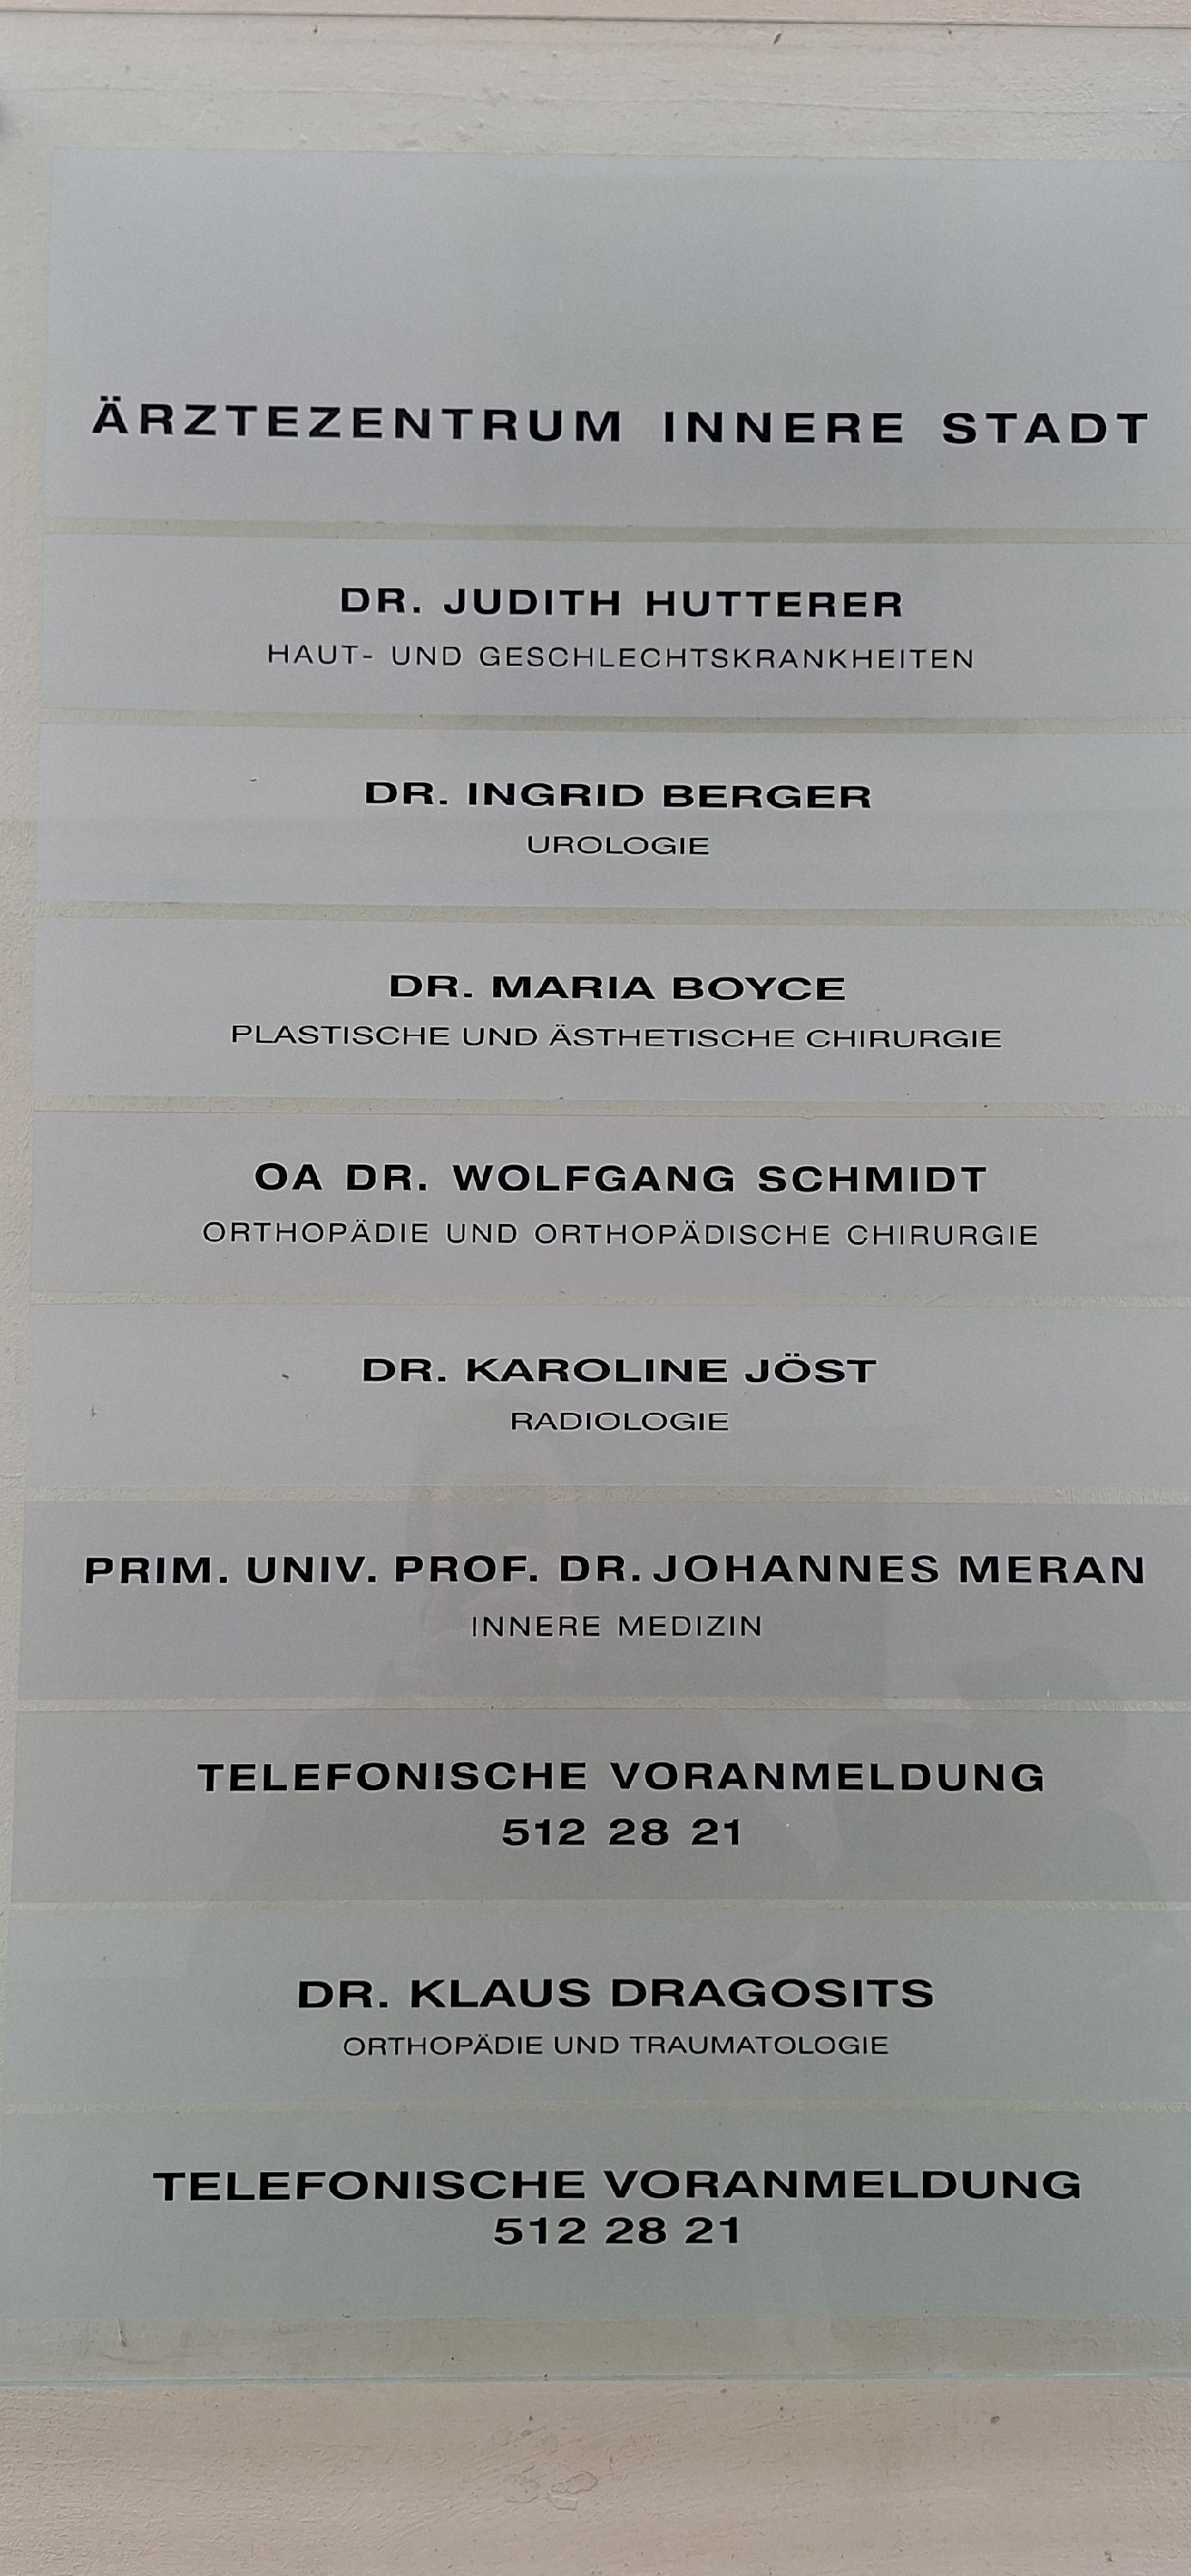 ÄRZTEZENTRUM INNERE STADT
DR. JUDITH HUTTERER
HAUT- UND GESCHLECHTSKRANKHEITEN
DR. INGRID BERGER
UROLOGIE
DR. MARIA BOYCE
PLASTISCHE UND ÄSTHETISCHE CHIRURGIE
OA DR. WOLFGANG SCHMIDT
ORTHOPÄDIE UND ORTHOPÄDISCHE CHIRURGIE
DR. KAROLINE JÖST
RADIOLOGIE
PRIM. UNIV. PROF. DR. JOHANNES MERAN
INNERE MEDIZIN
TELEFONISCHE VORANMELDUNG
512 28 21
DR. KLAUS DRAGOSITS
ORTHOPÄDIE UND TRAUMATOLOGIE
TELEFONISCHE VORANMELDUNG
512 28 21